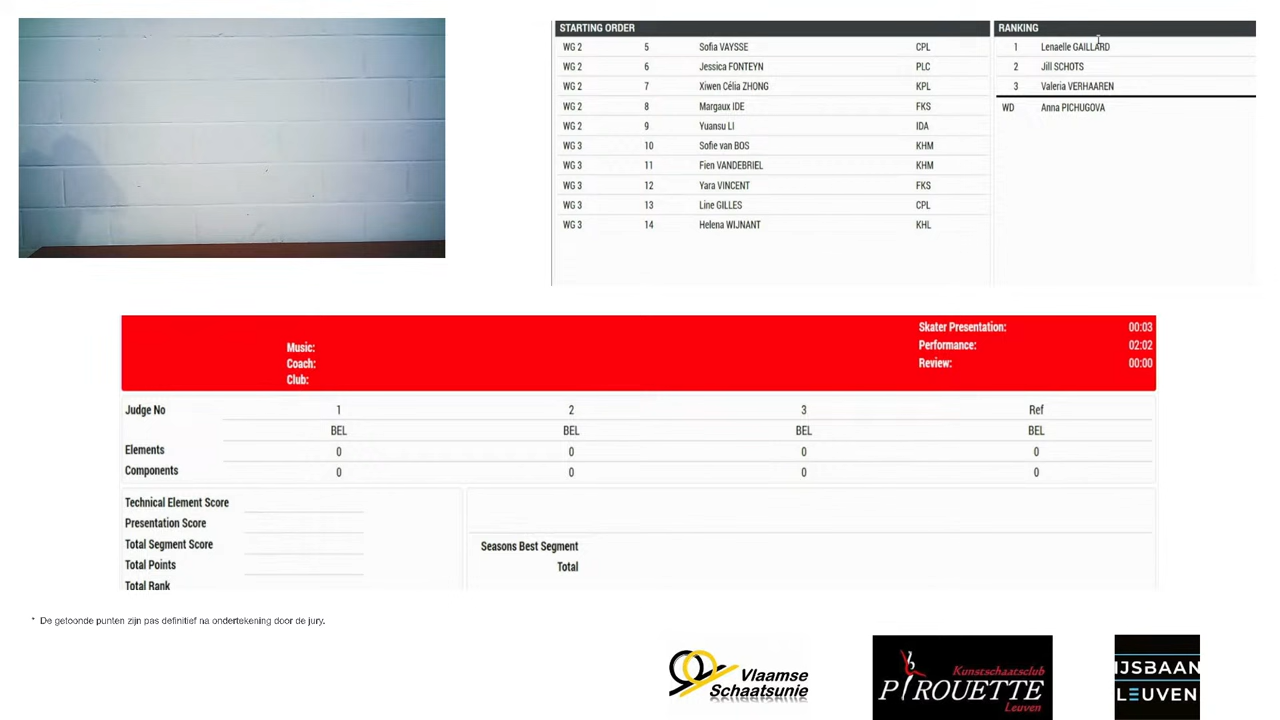 STARTING ORDER
WG 2 5 Sofia VAYSSE CPL
WG 2 6 Jessica FONTEYN PLC
WG 2 7 Xiwen Célia ZHONG KPL
WG 2 8 Margaux IDE FKS
WG 2 9 Yuansu LI IDA
WG 3 10 Sofie van BOS KHM
WG 3 11 Fien VANDEBRIEL KHM
WG 3 12 Yara VINCENT FKS
WG 3 13 Line GILLES CPL
WG 3 14 Helena WIJNANT KHL
RANKING
1 Lenaelle GAILLARD
2 Jill SCHOTS
3 Valeria VERHAAREN
WD Anna PICHUGOVA
Music:
Coach:
Club:
Skater Presentation: 00:03
Performance: 02:02
Review: 00:00
Judge No 1 2 3 Ref
BEL BEL BEL BEL
Elements 0 0 0 0
Components 0 0 0 0
Technical Element Score
Presentation Score
Total Segment Score
Total Points
Total Rank
Seasons Best Segment
Total
* De getoonde punten zijn pas definitief na ondertekening door de jury.
Vlaamse
Schaatsunie
Kunstschaatsclub
PIROUETTE
Leuven
IJSBAAN
LEUVEN